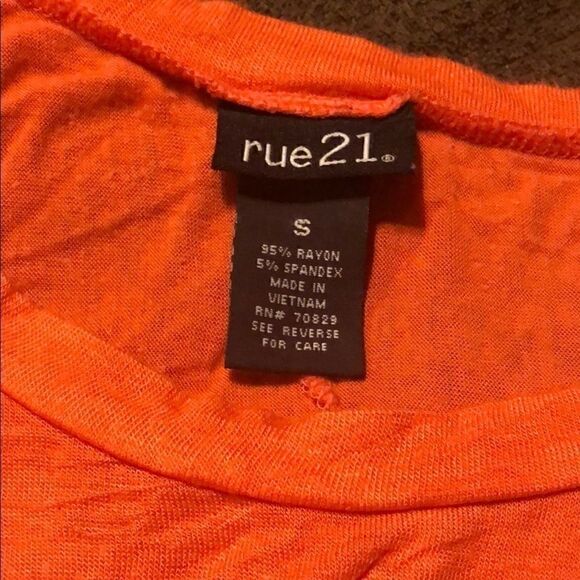 rue21®
S
95% RAYON
5% SPANDEX
MADE IN
VIETNAM
RN# 70829
SEE REVERSE
FOR CARE